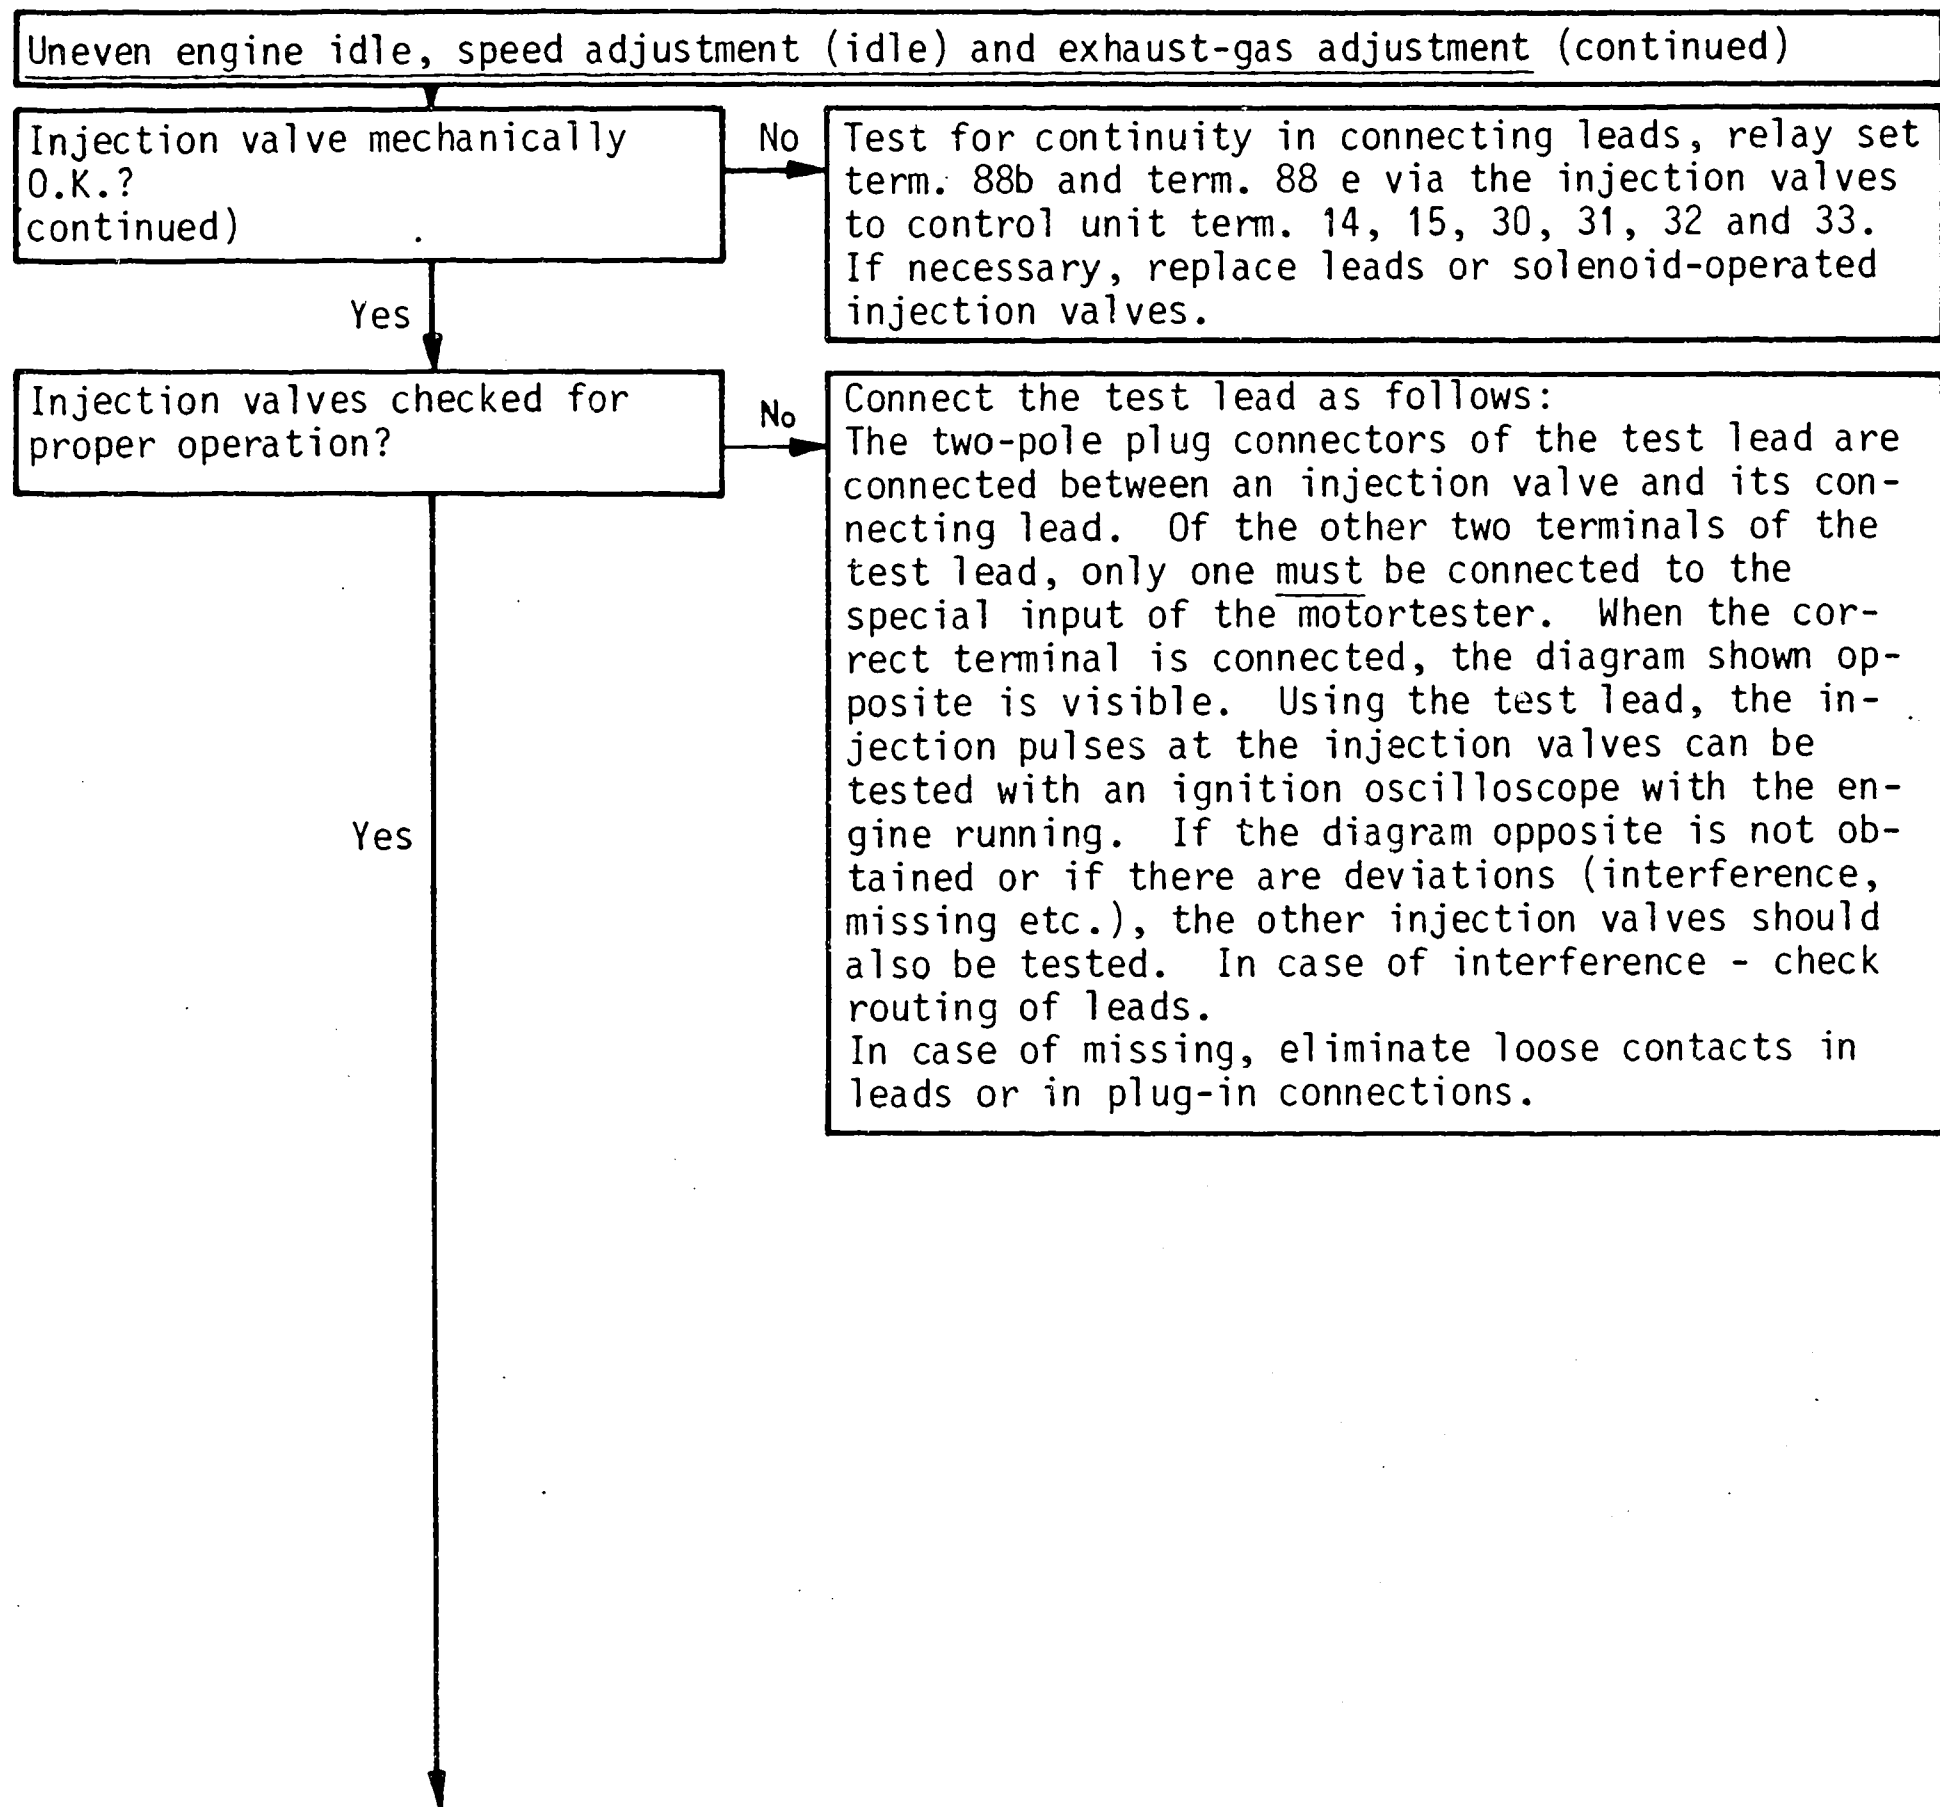 Uneven engine idle, speed adjustment (idle) and exhaust-gas adjustment (continued)
Injection valve mechanically
O.K.?
continued)
No
Test for continuity in connecting leads, relay set
term. 88b and term. 88 e via the injection valves
to control unit term. 14, 15, 30, 31, 32 and 33.
If necessary, replace leads or solenoid-operated
injection valves.
Yes
Injection valves checked for
proper operation?
No
Connect the test lead as follows:
The two-pole plug connectors of the test lead are
connected between an injection valve and its con-
necting lead. Of the other two terminals of the
test lead, only one must be connected to the
special input of the motortester. When the cor-
rect terminal is connected, the diagram shown op-
posite is visible. Using the test lead, the in-
jection pulses at the injection valves can be
tested with an ignition oscilloscope with the en-
gine running. If the diagram opposite is not ob-
tained or if there are deviations (interference,
missing etc.), the other injection valves should
also be tested. In case of interference - check
routing of leads.
In case of missing, eliminate loose contacts in
leads or in plug-in connections.
Yes